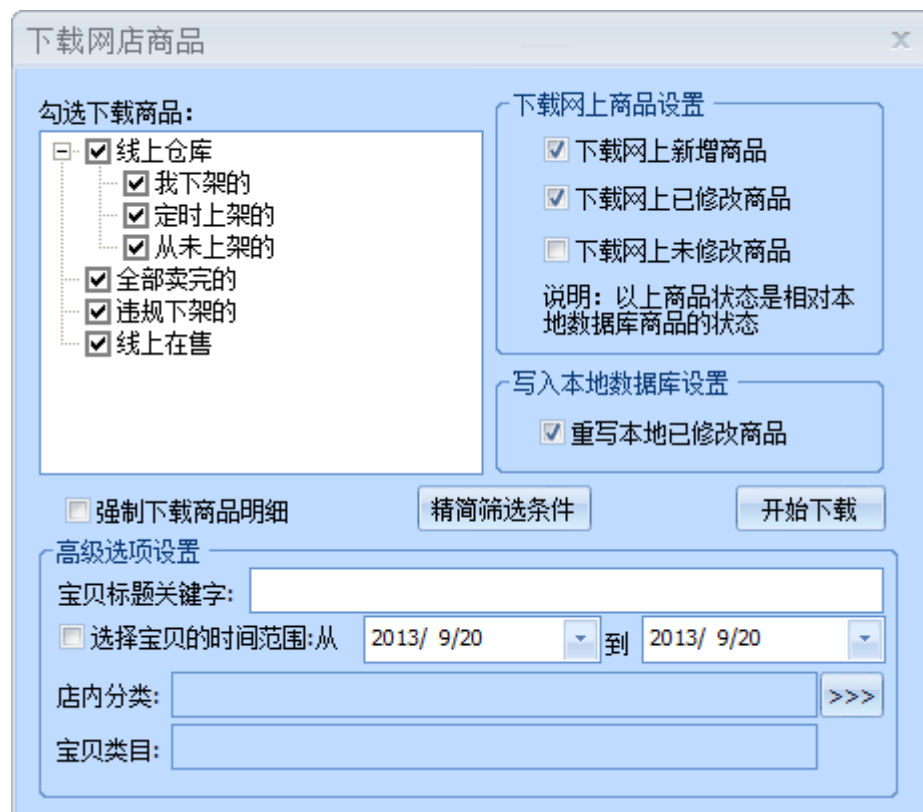 下载网店商品
勾选下载商品：
线上仓库
我下架的
定时上架的
从未上架的
全部卖完的
违规下架的
线上在售
下载网上商品设置
下载网上新增商品
下载网上已修改商品
下载网上未修改商品
说明：以上商品状态是相对本
地数据库商品的状态
写入本地数据库设置
重写本地已修改商品
强制下载商品明细
精简筛选条件
开始下载
高级选项设置
宝贝标题关键字:
选择宝贝的时间范围:从 2013/ 9/20 到 2013/ 9/20
店内分类: >>>
宝贝类目: